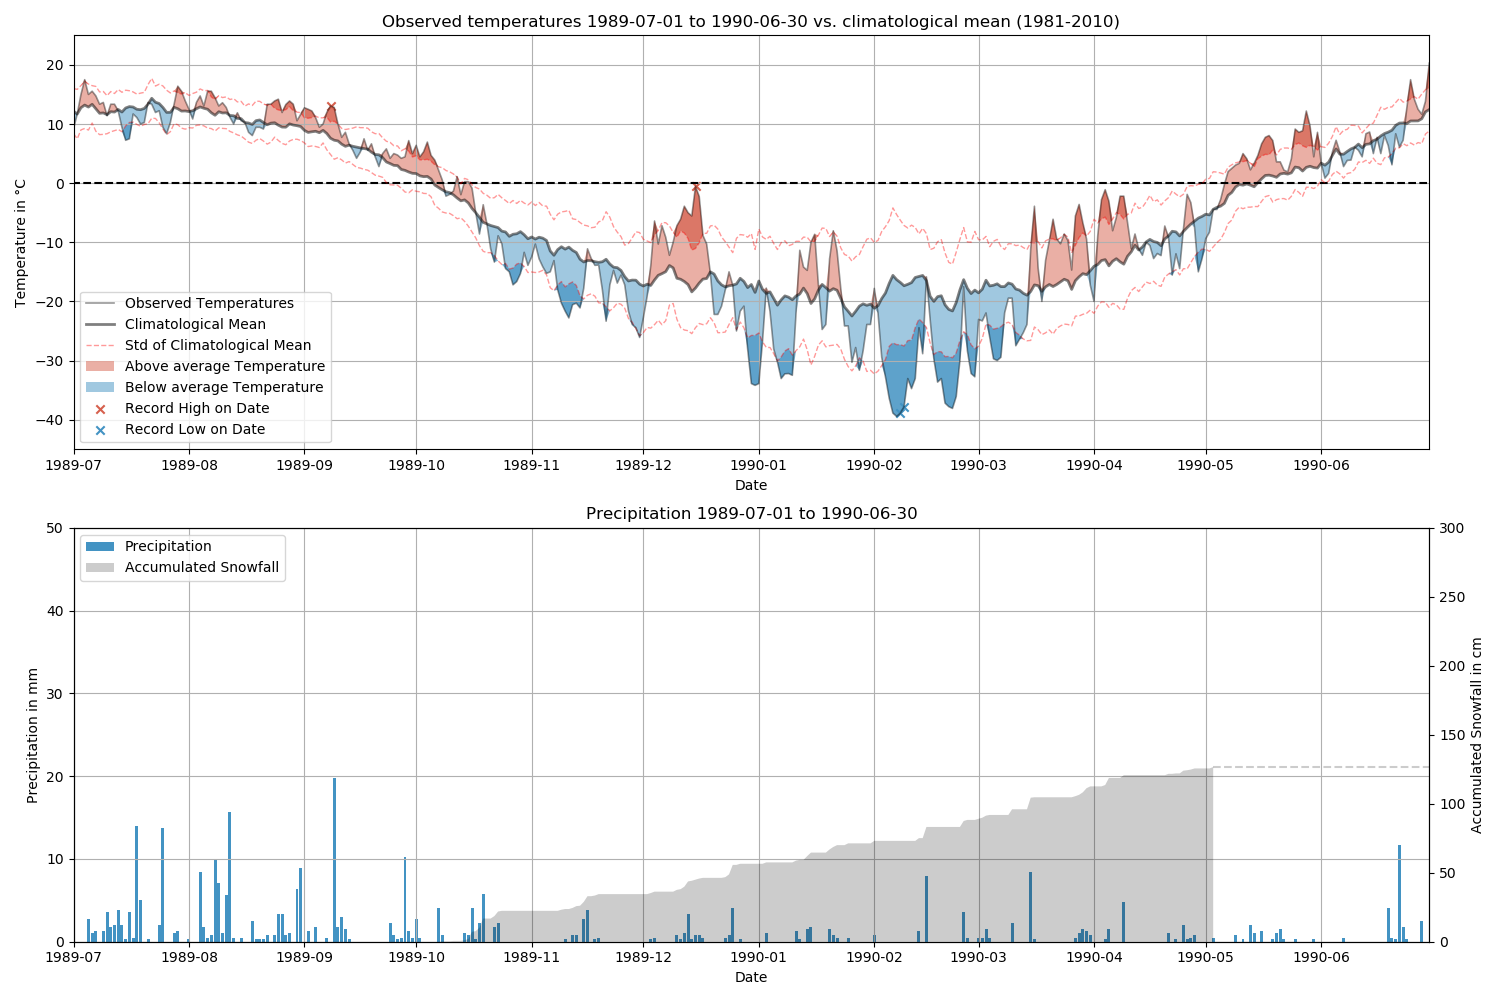 Observed temperatures 1989-07-01 to 1990-06-30 vs. climatological mean (1981-2010)
Temperature in °C
20
10
0
−10
−20
−30
−40
Observed Temperatures
Climatological Mean
Std of Climatological Mean
Above average Temperature
Below average Temperature
Record High on Date
Record Low on Date
1989-07 1989-08 1989-09 1989-10 1989-11 1989-12 1990-01 1990-02 1990-03 1990-04 1990-05 1990-06
Date
Precipitation 1989-07-01 to 1990-06-30
Precipitation in mm
50
40
30
20
10
0
Precipitation
Accumulated Snowfall
300
250
200
150
100
50
0
Accumulated Snowfall in cm
1989-07 1989-08 1989-09 1989-10 1989-11 1989-12 1990-01 1990-02 1990-03 1990-04 1990-05 1990-06
Date